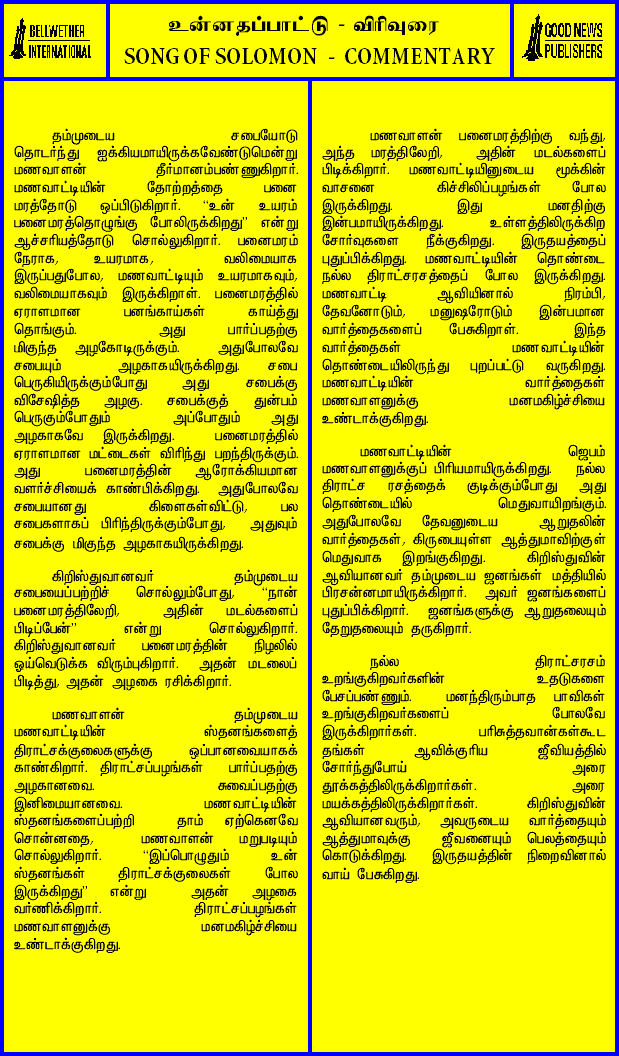 BELLWETHER
INTERNATIONAL
உன்னதப்பாட்டு - விரிவுரை
SONG OF SOLOMON - COMMENTARY
GOOD NEWS
PUBLISHERS
தம்முடைய சபையோடு
தொடர்ந்து ஐக்கியமாயிருக்கவேண்டுமென்று
மணவாளன் தீர்மானம்பண்ணுகிறார்.
மணவாட்டியின் தோற்றத்தை பனை
மரத்தோடு ஒப்பிடுகிறார். “உன் உயரம்
பனைமரத்தொழுங்கு போலிருக்கிறது” என்று
ஆச்சரியத்தோடு சொல்லுகிறார். பனைமரம்
நேராக, உயரமாக, வலிமையாக
இருப்பதுபோல, மணவாட்டியும் உயரமாகவும்,
வலிமையாகவும் இருக்கிறாள். பனைமரத்தில்
ஏராளமான பனங்காய்கள் காய்த்து
தொங்கும். அது பார்ப்பதற்கு
மிகுந்த அழகோடிருக்கும். அதுபோலவே
சபையும் அழகாகயிருக்கிறது. சபை
பெருகியிருக்கும்போது அது சபைக்கு
விசேஷித்த அழகு. சபைக்குத் துன்பம்
பெருகும்போதும் அப்போதும் அது
அழகாகவே இருக்கிறது. பனைமரத்தில்
ஏராளமான மட்டைகள் விரிந்து பறந்திருக்கும்.
அது பனைமரத்தின் ஆரோக்கியமான
வளர்ச்சியைக் காண்பிக்கிறது. அதுபோலவே
சபையானது கிளைகள்விட்டு, பல
சபைகளாகப் பிரிந்திருக்கும்போது, அதுவும்
சபைக்கு மிகுந்த அழகாகயிருக்கிறது.
கிறிஸ்துவானவர் தம்முடைய
சபையைப்பற்றிச் சொல்லும்போது, “நான்
பனைமரத்திலேறி, அதின் மடல்களைப்
பிடிப்பேன்” என்று சொல்லுகிறார்.
கிறிஸ்துவானவர் பனைமரத்தின் நிழலில்
ஓய்வெடுக்க விரும்புகிறார். அதன் மடலைப்
பிடித்து, அதன் அழகை ரசிக்கிறார்.
மணவாளன் தம்முடைய
மணவாட்டியின் ஸ்தனங்களைத்
திராட்சக்குலைகளுக்கு ஒப்பானவையாகக்
காண்கிறார். திராட்சப்பழங்கள் பார்ப்பதற்கு
அழகானவை. சுவைப்பதற்கு
இனிமையானவை. மணவாட்டியின்
ஸ்தனங்களைப்பற்றி தாம் ஏற்கெனவே
சொன்னதை, மணவாளன் மறுபடியும்
சொல்லுகிறார். “இப்பொழுதும் உன்
ஸ்தனங்கள் திராட்சக்குலைகள் போல
இருக்கிறது” என்று அதன் அழகை
வர்ணிக்கிறார். திராட்சப்பழங்கள்
மணவாளனுக்கு மனமகிழ்ச்சியை
உண்டாக்குகிறது.
மணவாளன் பனைமரத்திற்கு வந்து,
அந்த மரத்திலேறி, அதின் மடல்களைப்
பிடிக்கிறார். மணவாட்டியினுடைய மூக்கின்
வாசனை கிச்சிலிப்பழங்கள் போல
இருக்கிறது. இது மனதிற்கு
இன்பமாயிருக்கிறது. உள்ளத்திலிருக்கிற
சோர்வுகளை நீக்குகிறது. இருதயத்தைப்
புதுப்பிக்கிறது. மணவாட்டியின் தொண்டை
நல்ல திராட்சரசத்தைப் போல இருக்கிறது.
மணவாட்டி ஆவியினால் நிரம்பி,
தேவனோடும், மனுஷரோடும் இன்பமான
வார்த்தைகளைப் பேசுகிறாள். இந்த
வார்த்தைகள் மணவாட்டியின்
தொண்டையிலிருந்து புறப்பட்டு வருகிறது.
மணவாட்டியின் வார்த்தைகள்
மணவாளனுக்கு மனமகிழ்ச்சியை
உண்டாக்குகிறது.
மணவாட்டியின் ஜெபம்
மணவாளனுக்குப் பிரியமாயிருக்கிறது. நல்ல
திராட்ச ரசத்தைக் குடிக்கும்போது அது
தொண்டையில் மெதுவாயிறங்கும்.
அதுபோலவே தேவனுடைய ஆறுதலின்
வார்த்தைகள், கிருபையுள்ள ஆத்துமாவிற்குள்
மெதுவாக இறங்குகிறது. கிறிஸ்துவின்
ஆவியானவர் தம்முடைய ஜனங்கள் மத்தியில்
பிரசன்னமாயிருக்கிறார். அவர் ஜனங்களைப்
புதுப்பிக்கிறார். ஜனங்களுக்கு ஆறுதலையும்
தேறுதலையும் தருகிறார்.
நல்ல திராட்சரசம்
உறங்குகிறவர்களின் உதடுகளை
பேசப்பண்ணும். மனந்திரும்பாத பாவிகள்
உறங்குகிறவர்களைப் போலவே
இருக்கிறார்கள். பரிசுத்தவான்கள்கூட
தங்கள் ஆவிக்குரிய ஜீவியத்தில்
சோர்ந்துபோய் அரை
தூக்கத்திலிருக்கிறார்கள். அரை
மயக்கத்திலிருக்கிறார்கள். கிறிஸ்துவின்
ஆவியானவரும், அவருடைய வார்த்தையும்
ஆத்துமாவுக்கு ஜீவனையும் பெலத்தையும்
கொடுக்கிறது. இருதயத்தின் நிறைவினால்
வாய் பேசுகிறது.